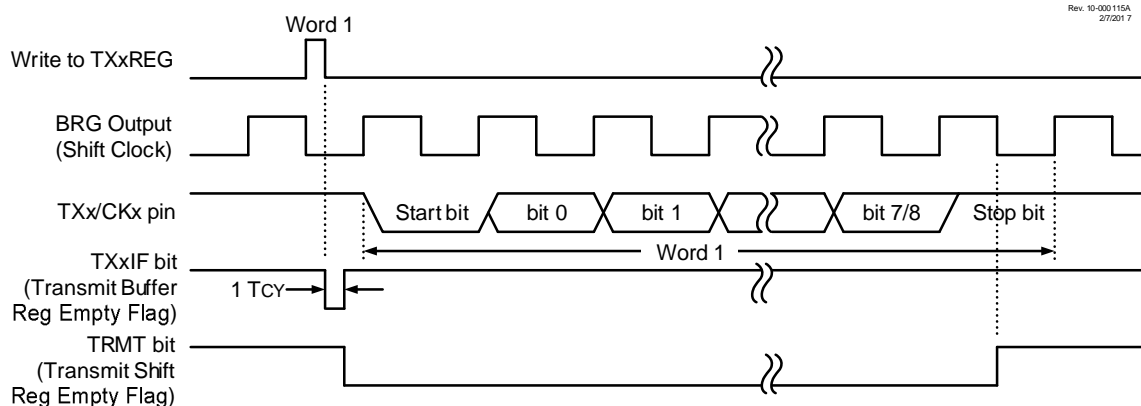 Rev. 10-000115A
2/7/2017
Word 1
Write to TXxREG
BRG Output
(Shift Clock)
TXx/CKx pin
Start bit
bit 0
bit 1
bit 7/8
Stop bit
Word 1
TXxIF bit
(Transmit Buffer
Reg Empty Flag)
1 TCY
TRMT bit
(Transmit Shift
Reg Empty Flag)